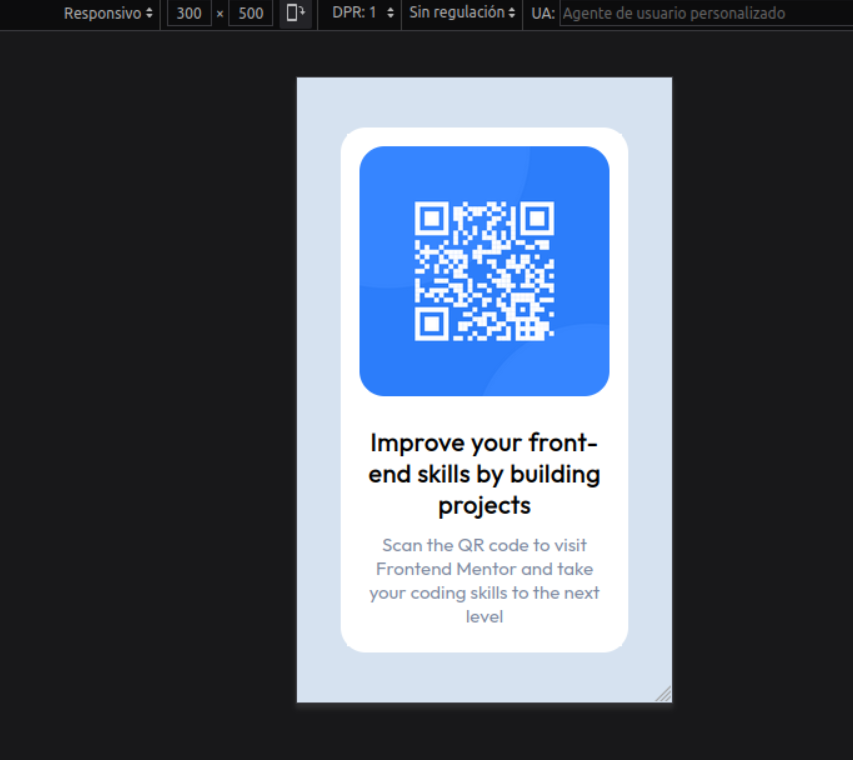 Responsivo 300 × 500 DPR: 1 Sin regulación UA: Agente de usuario personalizado
Improve your front-
end skills by building
projects
Scan the QR code to visit
Frontend Mentor and take
your coding skills to the next
level